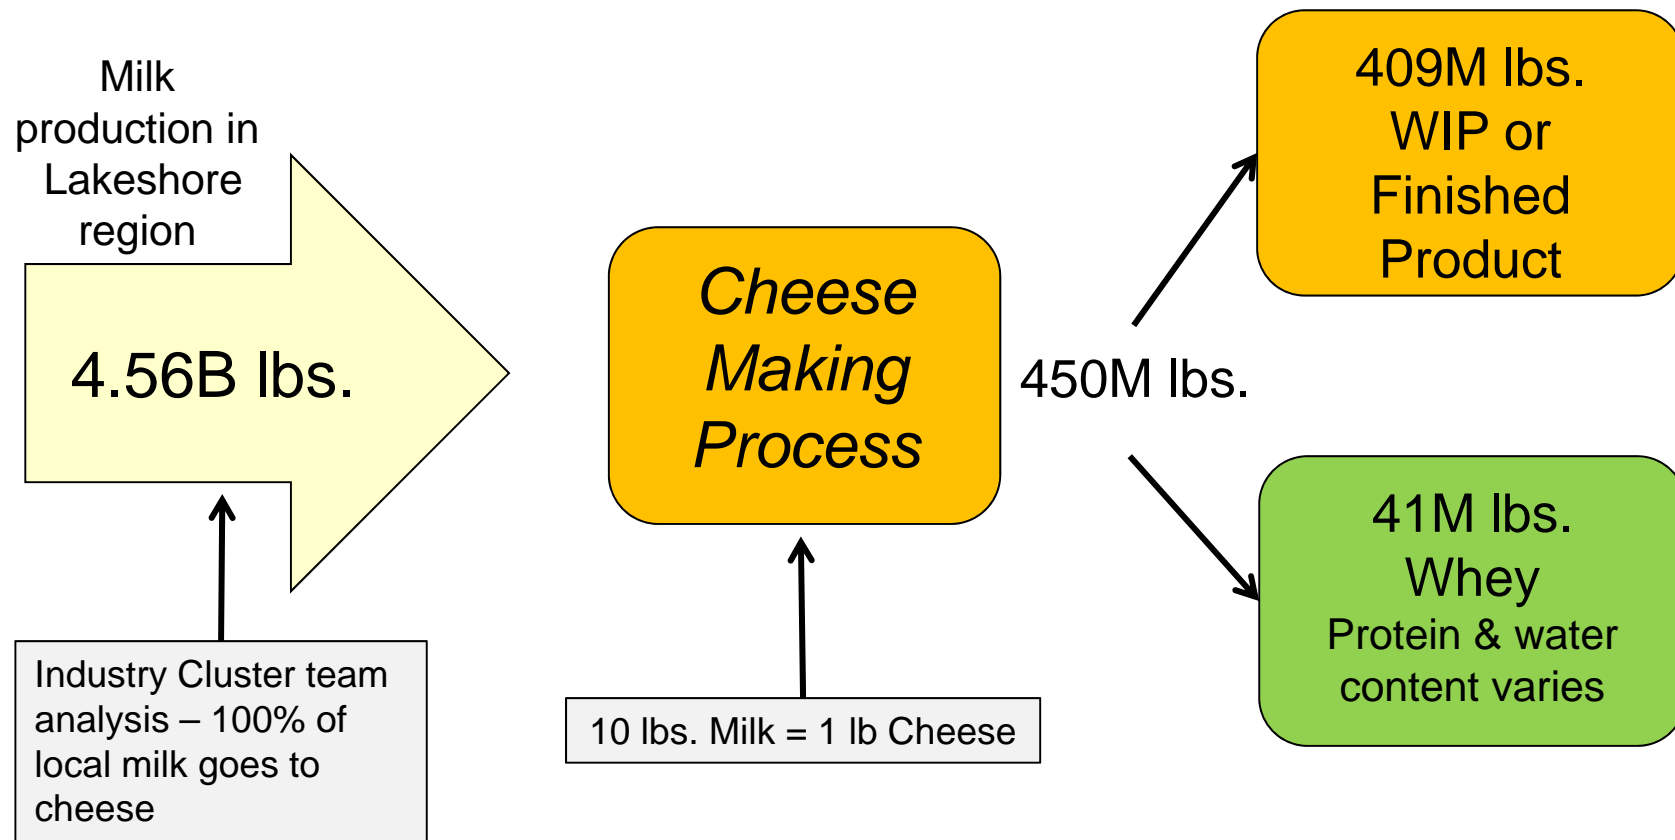 Milk
production in
Lakeshore
region
4.56B lbs.
Industry Cluster team
analysis – 100% of
local milk goes to
cheese
Cheese
Making
Process
10 lbs. Milk = 1 lb Cheese
450M lbs.
409M lbs.
WIP or
Finished
Product
41M lbs.
Whey
Protein & water
content varies